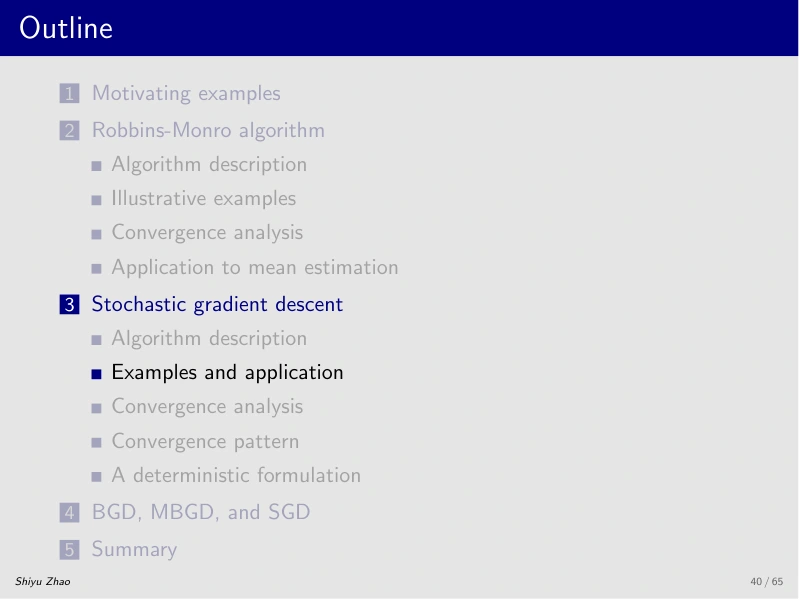 Outline
1 Motivating examples
2 Robbins-Monro algorithm
Algorithm description
Illustrative examples
Convergence analysis
Application to mean estimation
3 Stochastic gradient descent
Algorithm description
Examples and application
Convergence analysis
Convergence pattern
A deterministic formulation
4 BGD, MBGD, and SGD
5 Summary
Shiyu Zhao 40 / 65